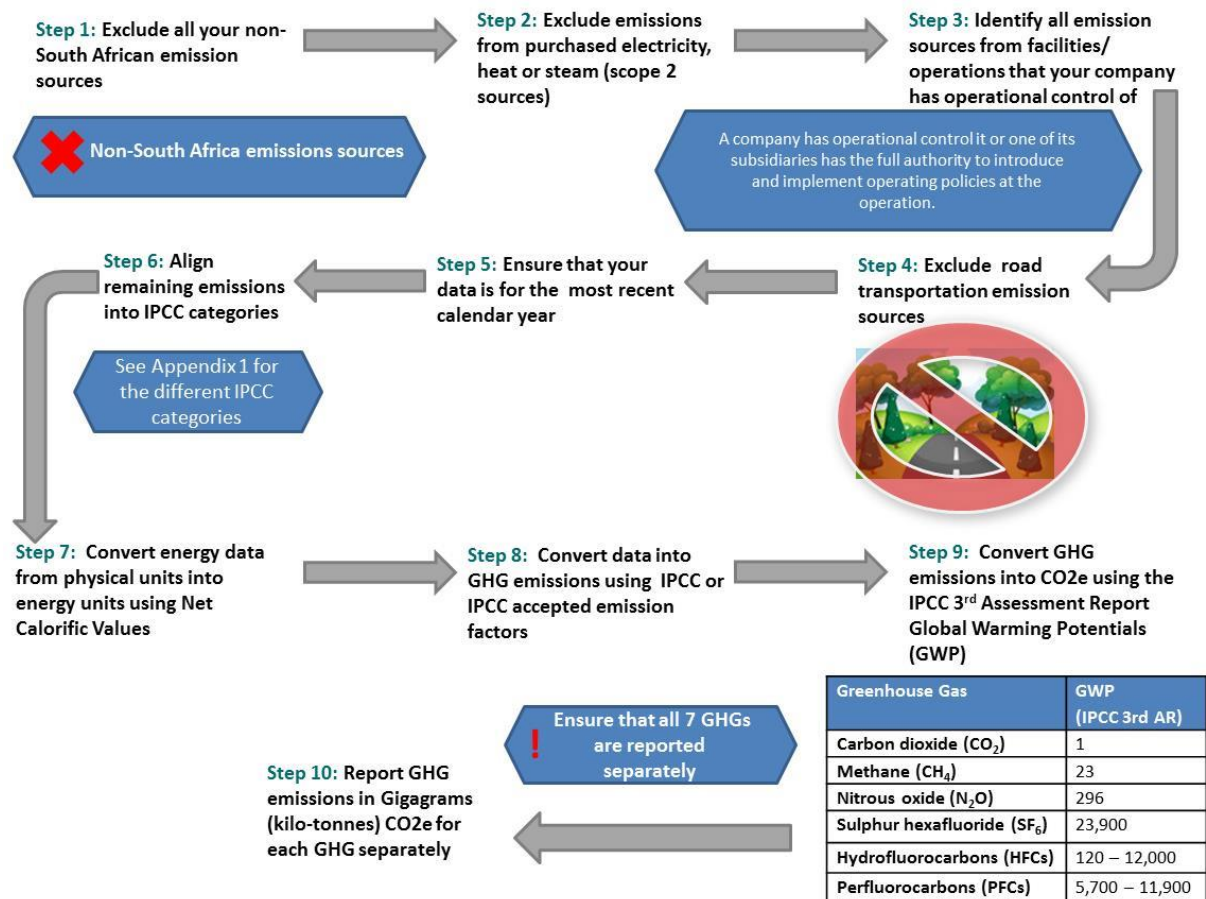 Step 1: Exclude all your non-
South African emission
sources
Step 2: Exclude emissions
from purchased electricity,
heat or steam (scope 2
sources)
Step 3: Identify all emission
sources from facilities/
operations that your company
has operational control of
Non-South Africa emissions sources
A company has operational control it or one of its
subsidiaries has the full authority to introduce
and implement operating policies at the
operation.
Step 4: Exclude road
transportation emission
sources
Step 5: Ensure that your
data is for the most recent
calendar year
Step 6: Align
remaining emissions
into IPCC categories
See Appendix 1 for
the different IPCC
categories
Step 7: Convert energy data
from physical units into
energy units using Net
Calorific Values
Step 8: Convert data into
GHG emissions using IPCC or
IPCC accepted emission
factors
Step 9: Convert GHG
emissions into CO2e using the
IPCC 3rd Assessment Report
Global Warming Potentials
(GWP)
Greenhouse Gas GWP
(IPCC 3rd AR)
Carbon dioxide (CO₂) 1
Methane (CH₄) 23
Nitrous oxide (N₂O) 296
Sulphur hexafluoride (SF₆) 23,900
Hydrofluorocarbons (HFCs) 120 – 12,000
Perfluorocarbons (PFCs) 5,700 – 11,900
! Ensure that all 7 GHGs
are reported
separately
Step 10: Report GHG
emissions in Gigagrams
(kilo-tonnes) CO2e for
each GHG separately